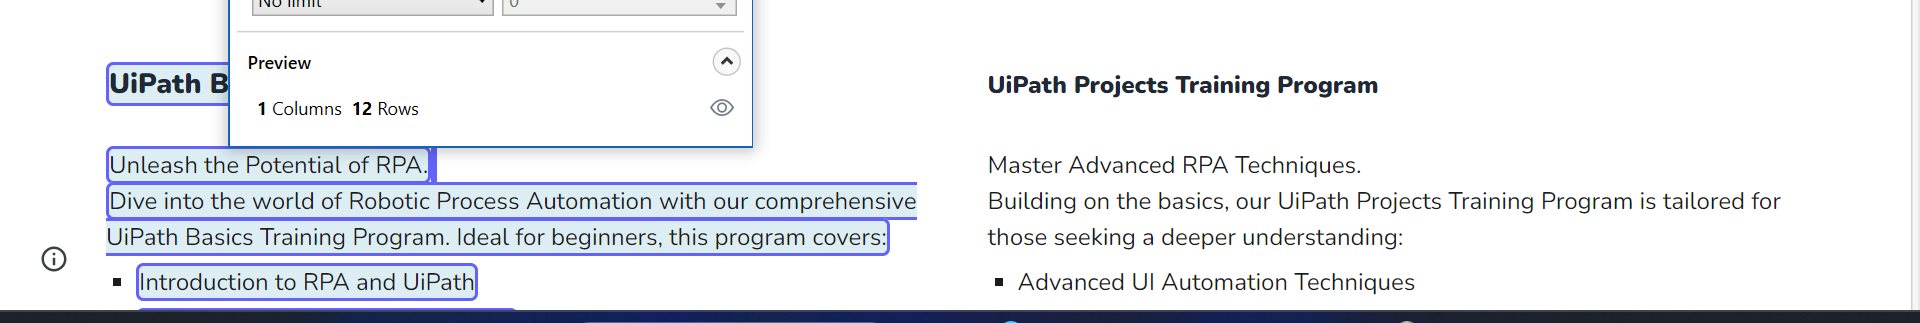 No limit
0
Preview
1 Columns 12 Rows
UiPath B
Unleash the Potential of RPA.
Dive into the world of Robotic Process Automation with our comprehensive
UiPath Basics Training Program. Ideal for beginners, this program covers:
▪ Introduction to RPA and UiPath
UiPath Projects Training Program
Master Advanced RPA Techniques.
Building on the basics, our UiPath Projects Training Program is tailored for
those seeking a deeper understanding:
▪ Advanced UI Automation Techniques